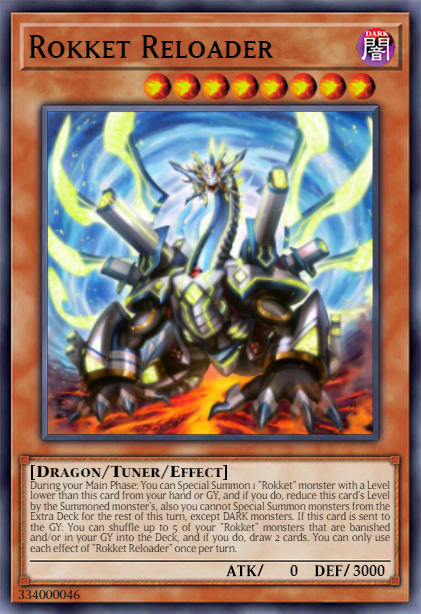 Rokket Reloader
DARK
闇
[Dragon/Tuner/Effect]
During your Main Phase: You can Special Summon 1 "Rokket" monster with a Level
lower than this card from your hand or GY, and if you do, reduce this card's Level
by the Summoned monster's, also you cannot Special Summon monsters from the
Extra Deck for the rest of this turn, except DARK monsters. If this card is sent to
the GY: You can shuffle up to 5 of your "Rokket" monsters that are banished
and/or in your GY into the Deck, and if you do, draw 2 cards. You can only use
each effect of "Rokket Reloader" once per turn.
ATK/ 0 DEF/ 3000
334000046